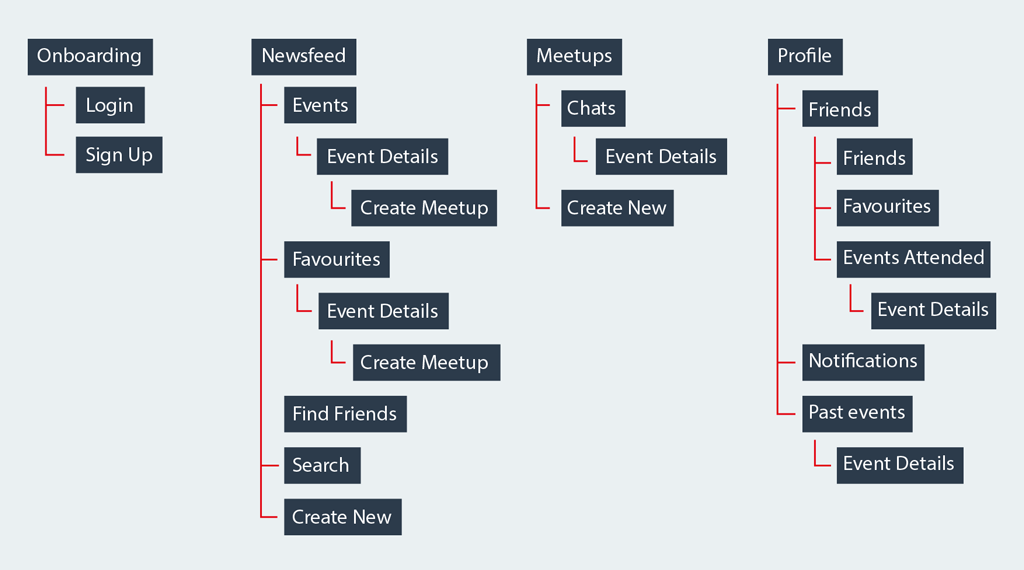 Onboarding
Login
Sign Up
Newsfeed
Events
Event Details
Create Meetup
Favourites
Event Details
Create Meetup
Find Friends
Search
Create New
Meetups
Chats
Event Details
Create New
Profile
Friends
Friends
Favourites
Events Attended
Event Details
Notifications
Past events
Event Details